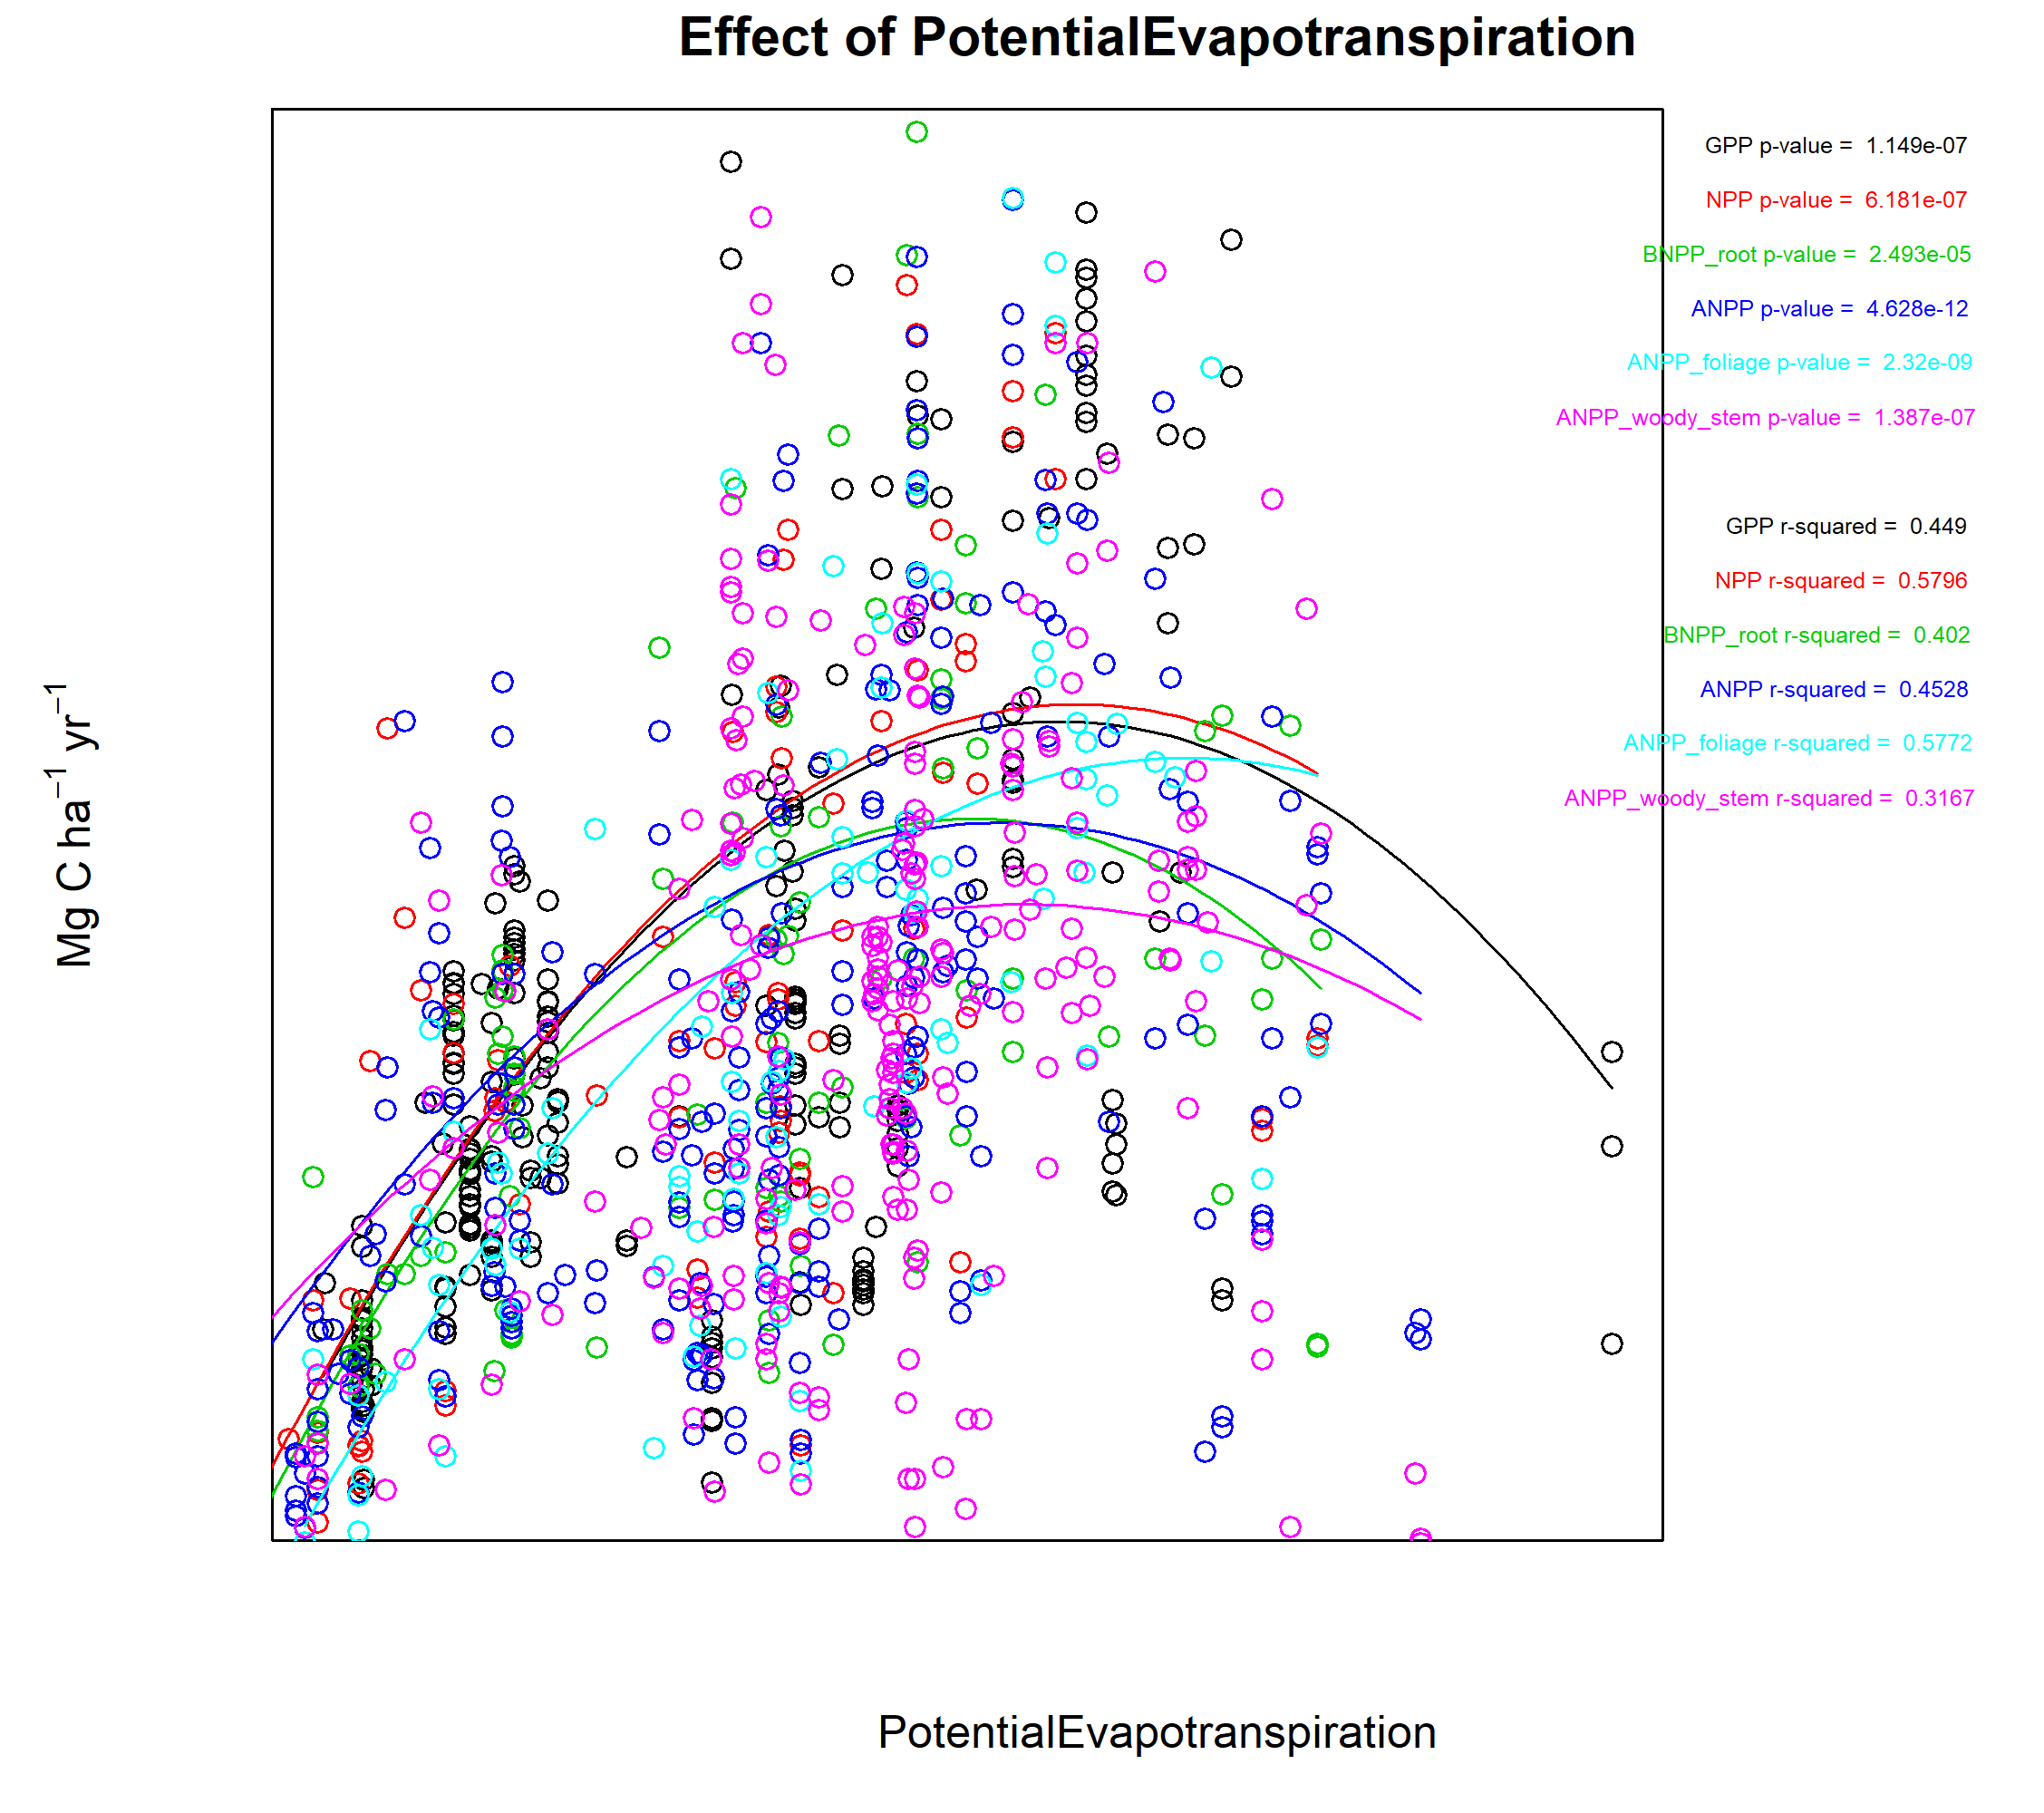 Effect of PotentialEvapotranspiration
GPP p-value = 1.149e-07
NPP p-value = 6.181e-07
BNPP_root p-value = 2.493e-05
ANPP p-value = 4.628e-12
ANPP_foliage p-value = 2.32e-09
ANPP_woody_stem p-value = 1.387e-07
GPP r-squared = 0.449
NPP r-squared = 0.5796
BNPP_root r-squared = 0.402
ANPP r-squared = 0.4528
ANPP_foliage r-squared = 0.5772
ANPP_woody_stem r-squared = 0.3167
Mg C ha⁻¹ yr⁻¹
PotentialEvapotranspiration